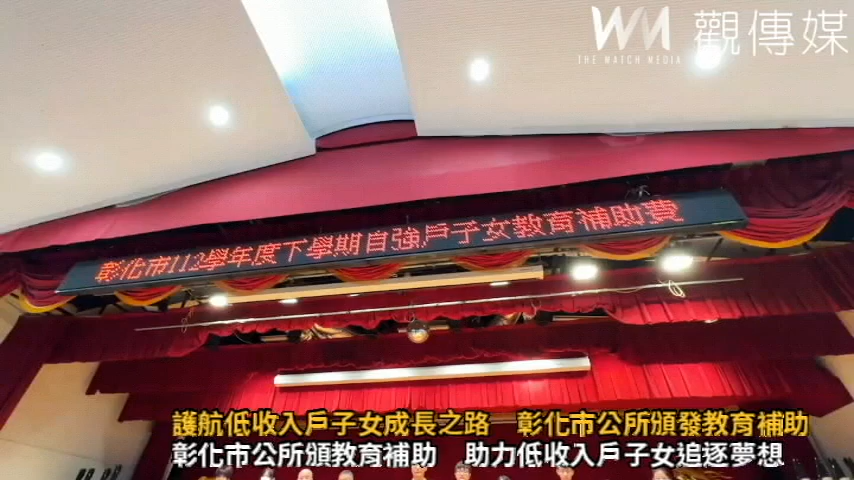 WM 觀傳媒
THE WATCH MEDIA
彰化市112學年度下學期自強戶子女教育補助費
護航低收入戶子女成長之路 彰化市公所頒發教育補助
彰化市公所頒教育補助 助力低收入戶子女追逐夢想